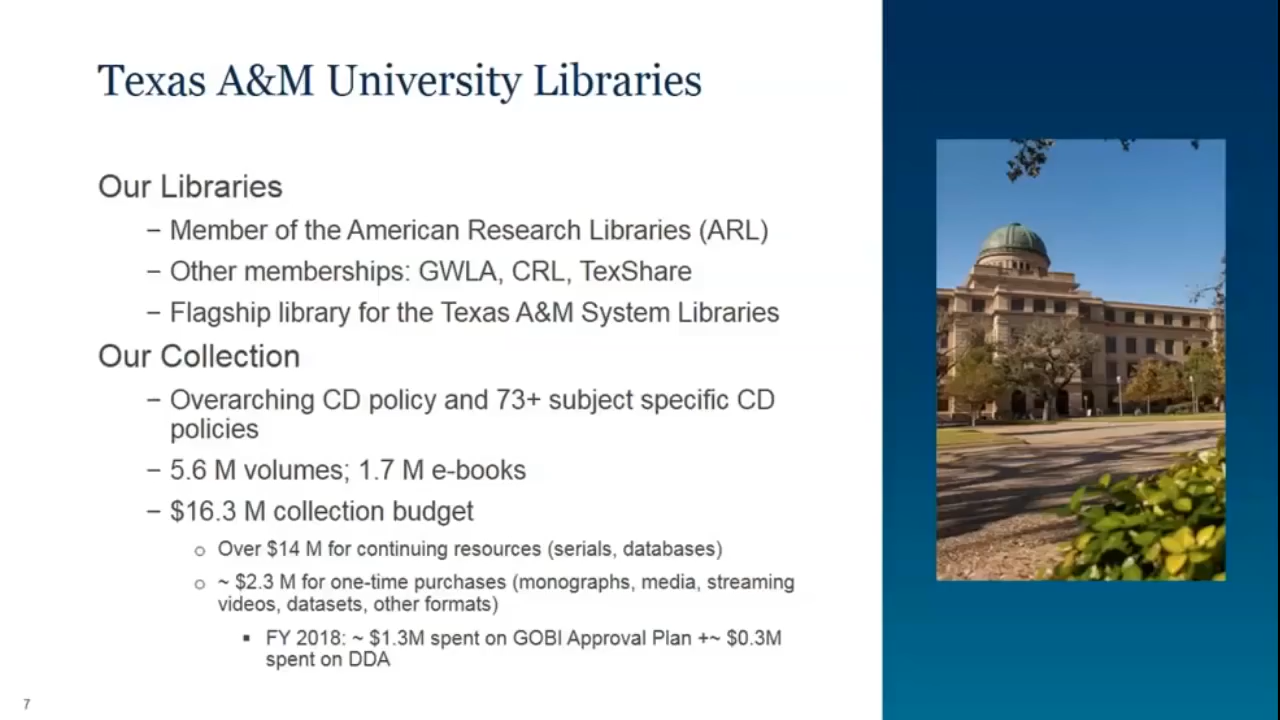 Texas A&M University Libraries
Our Libraries
– Member of the American Research Libraries (ARL)
– Other memberships: GWLA, CRL, TexShare
– Flagship library for the Texas A&M System Libraries
Our Collection
– Overarching CD policy and 73+ subject specific CD
policies
– 5.6 M volumes; 1.7 M e-books
– $16.3 M collection budget
o Over $14 M for continuing resources (serials, databases)
o ~ $2.3 M for one-time purchases (monographs, media, streaming
videos, datasets, other formats)
▪ FY 2018: ~ $1.3M spent on GOBI Approval Plan +~ $0.3M
spent on DDA
7